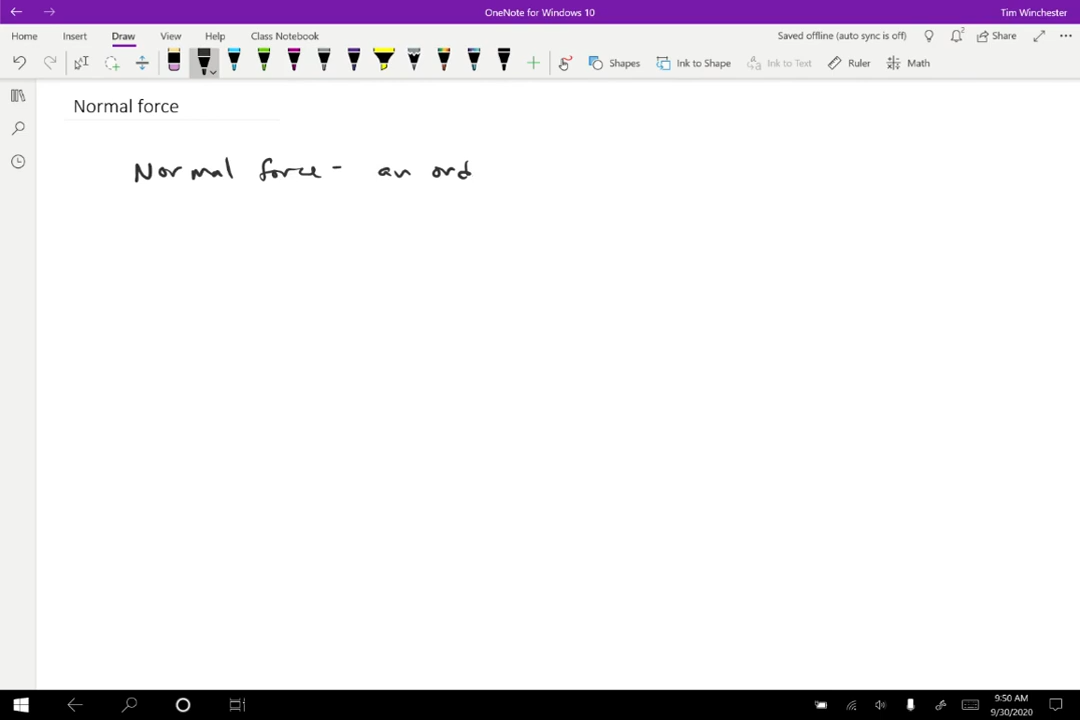 OneNote for Windows 10
Tim Winchester
Home Insert Draw View Help Class Notebook
Saved offline (auto sync is off) Share
Shapes Ink to Shape Ink to Text Ruler Math
Normal force
Normal force - an ord
9:50 AM
9/30/2020